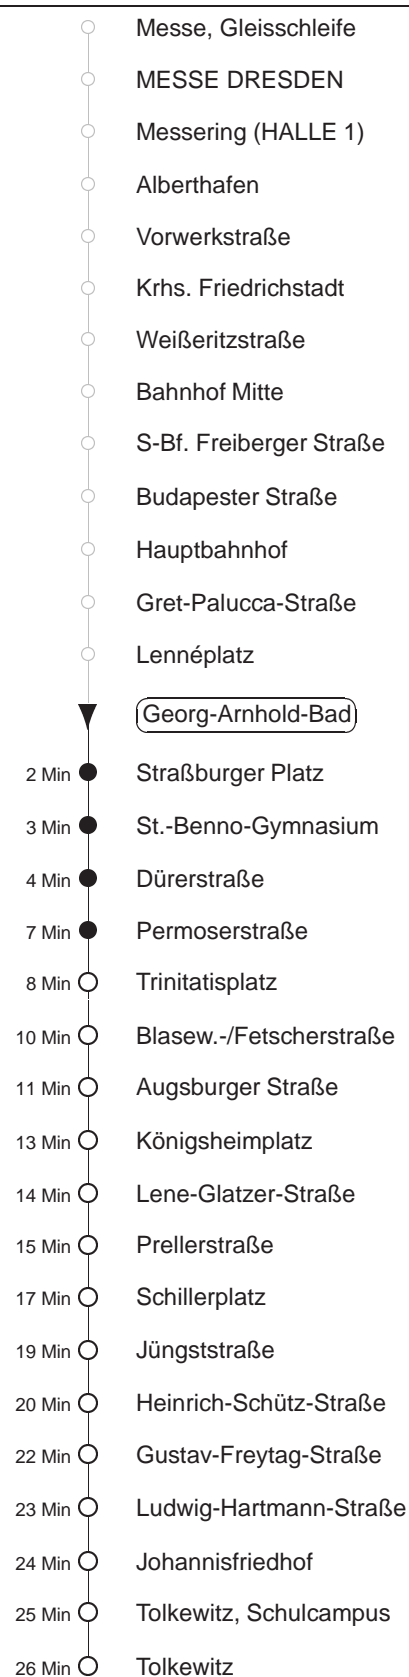 Messe, Gleisschleife
MESSE DRESDEN
Messering (HALLE 1)
Alberthafen
Vorwerkstraße
Krhs. Friedrichstadt
Weißeritzstraße
Bahnhof Mitte
S-Bf. Freiberger Straße
Budapester Straße
Hauptbahnhof
Gret-Palucca-Straße
Lennéplatz
Georg-Arnhold-Bad
2 Min Straßburger Platz
3 Min St.-Benno-Gymnasium
4 Min Dürerstraße
7 Min Permoserstraße
8 Min Trinitatisplatz
10 Min Blasew.-/Fetscherstraße
11 Min Augsburger Straße
13 Min Königsheimplatz
14 Min Lene-Glatzer-Straße
15 Min Prellerstraße
17 Min Schillerplatz
19 Min Jüngststraße
20 Min Heinrich-Schütz-Straße
22 Min Gustav-Freytag-Straße
23 Min Ludwig-Hartmann-Straße
24 Min Johannisfriedhof
25 Min Tolkewitz, Schulcampus
26 Min Tolkewitz